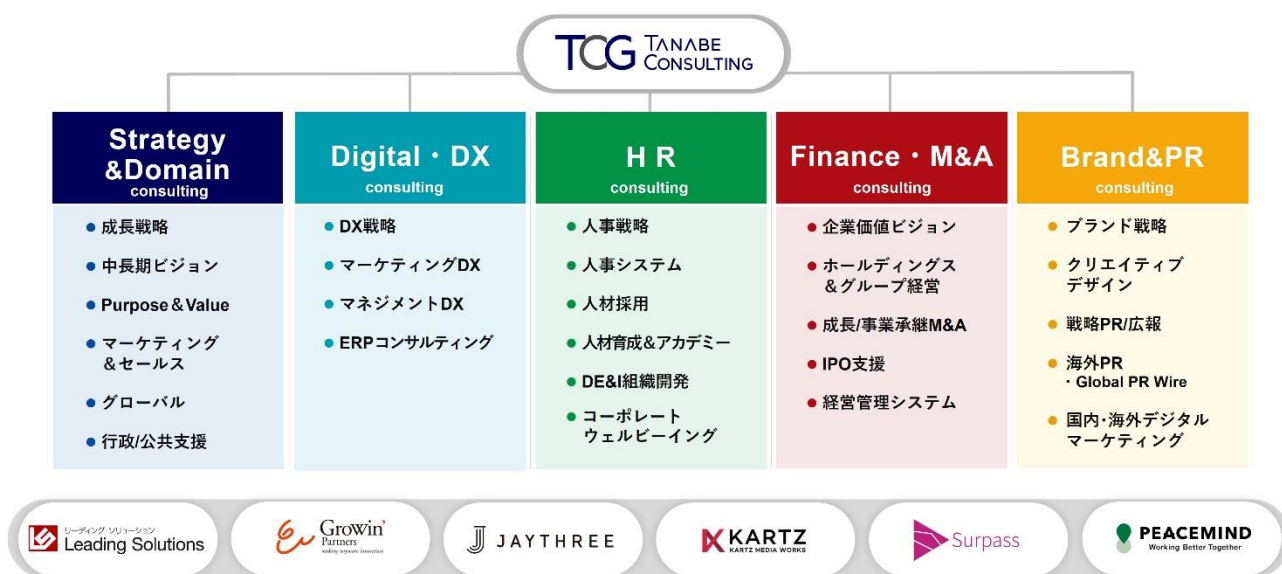 TCG TANABE CONSULTING
Strategy
&Domain
consulting
成長戦略
中長期ビジョン
Purpose&Value
マーケティング
&セールス
グローバル
行政/公共支援
Digital・DX
consulting
DX戦略
マーケティングDX
マネジメントDX
ERPコンサルティング
HR
consulting
人事戦略
人事システム
人材採用
人材育成&アカデミー
DE&I組織開発
コーポレート
ウェルビーイング
Finance・M&A
consulting
企業価値ビジョン
ホールディングス
&グループ経営
成長/事業承継M&A
IPO支援
経営管理システム
Brand&PR
consulting
ブランド戦略
クリエイティブ
デザイン
戦略PR/広報
海外PR
・Global PR Wire
国内・海外デジタル
マーケティング
リーディング・ソリューション
Leading Solutions
GroWin'
Partners
making corporate innovation
JAYTHREE
KARTZ
KARTZ MEDIA WORKS
Surpass
PEACEMIND
Working Better Together